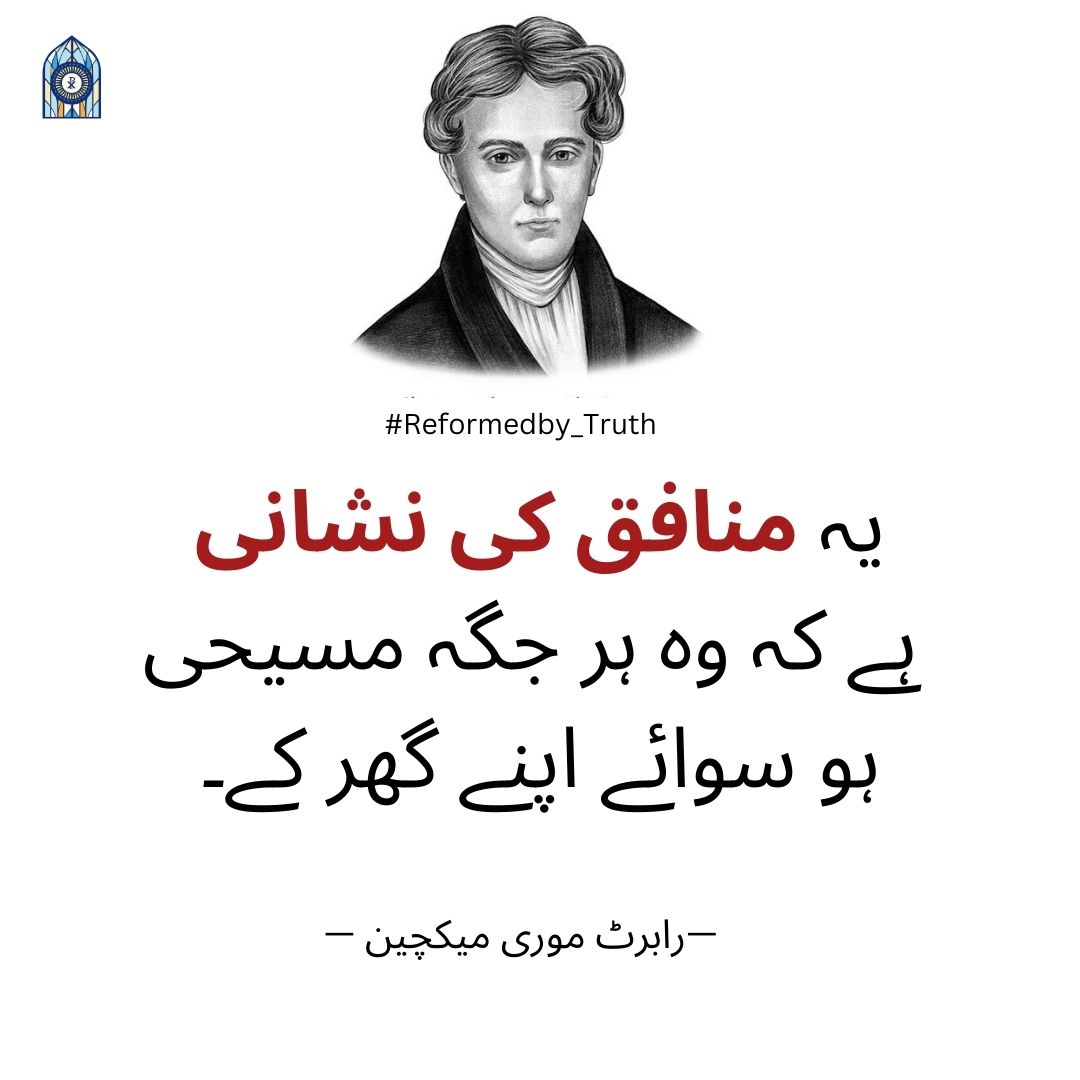 #Reformedby_Truth
یہ منافق کی نشانی
ہے کہ وہ ہر جگہ مسیحی
ہو سوائے اپنے گھر کے۔
—رابرٹ موری میکچین —